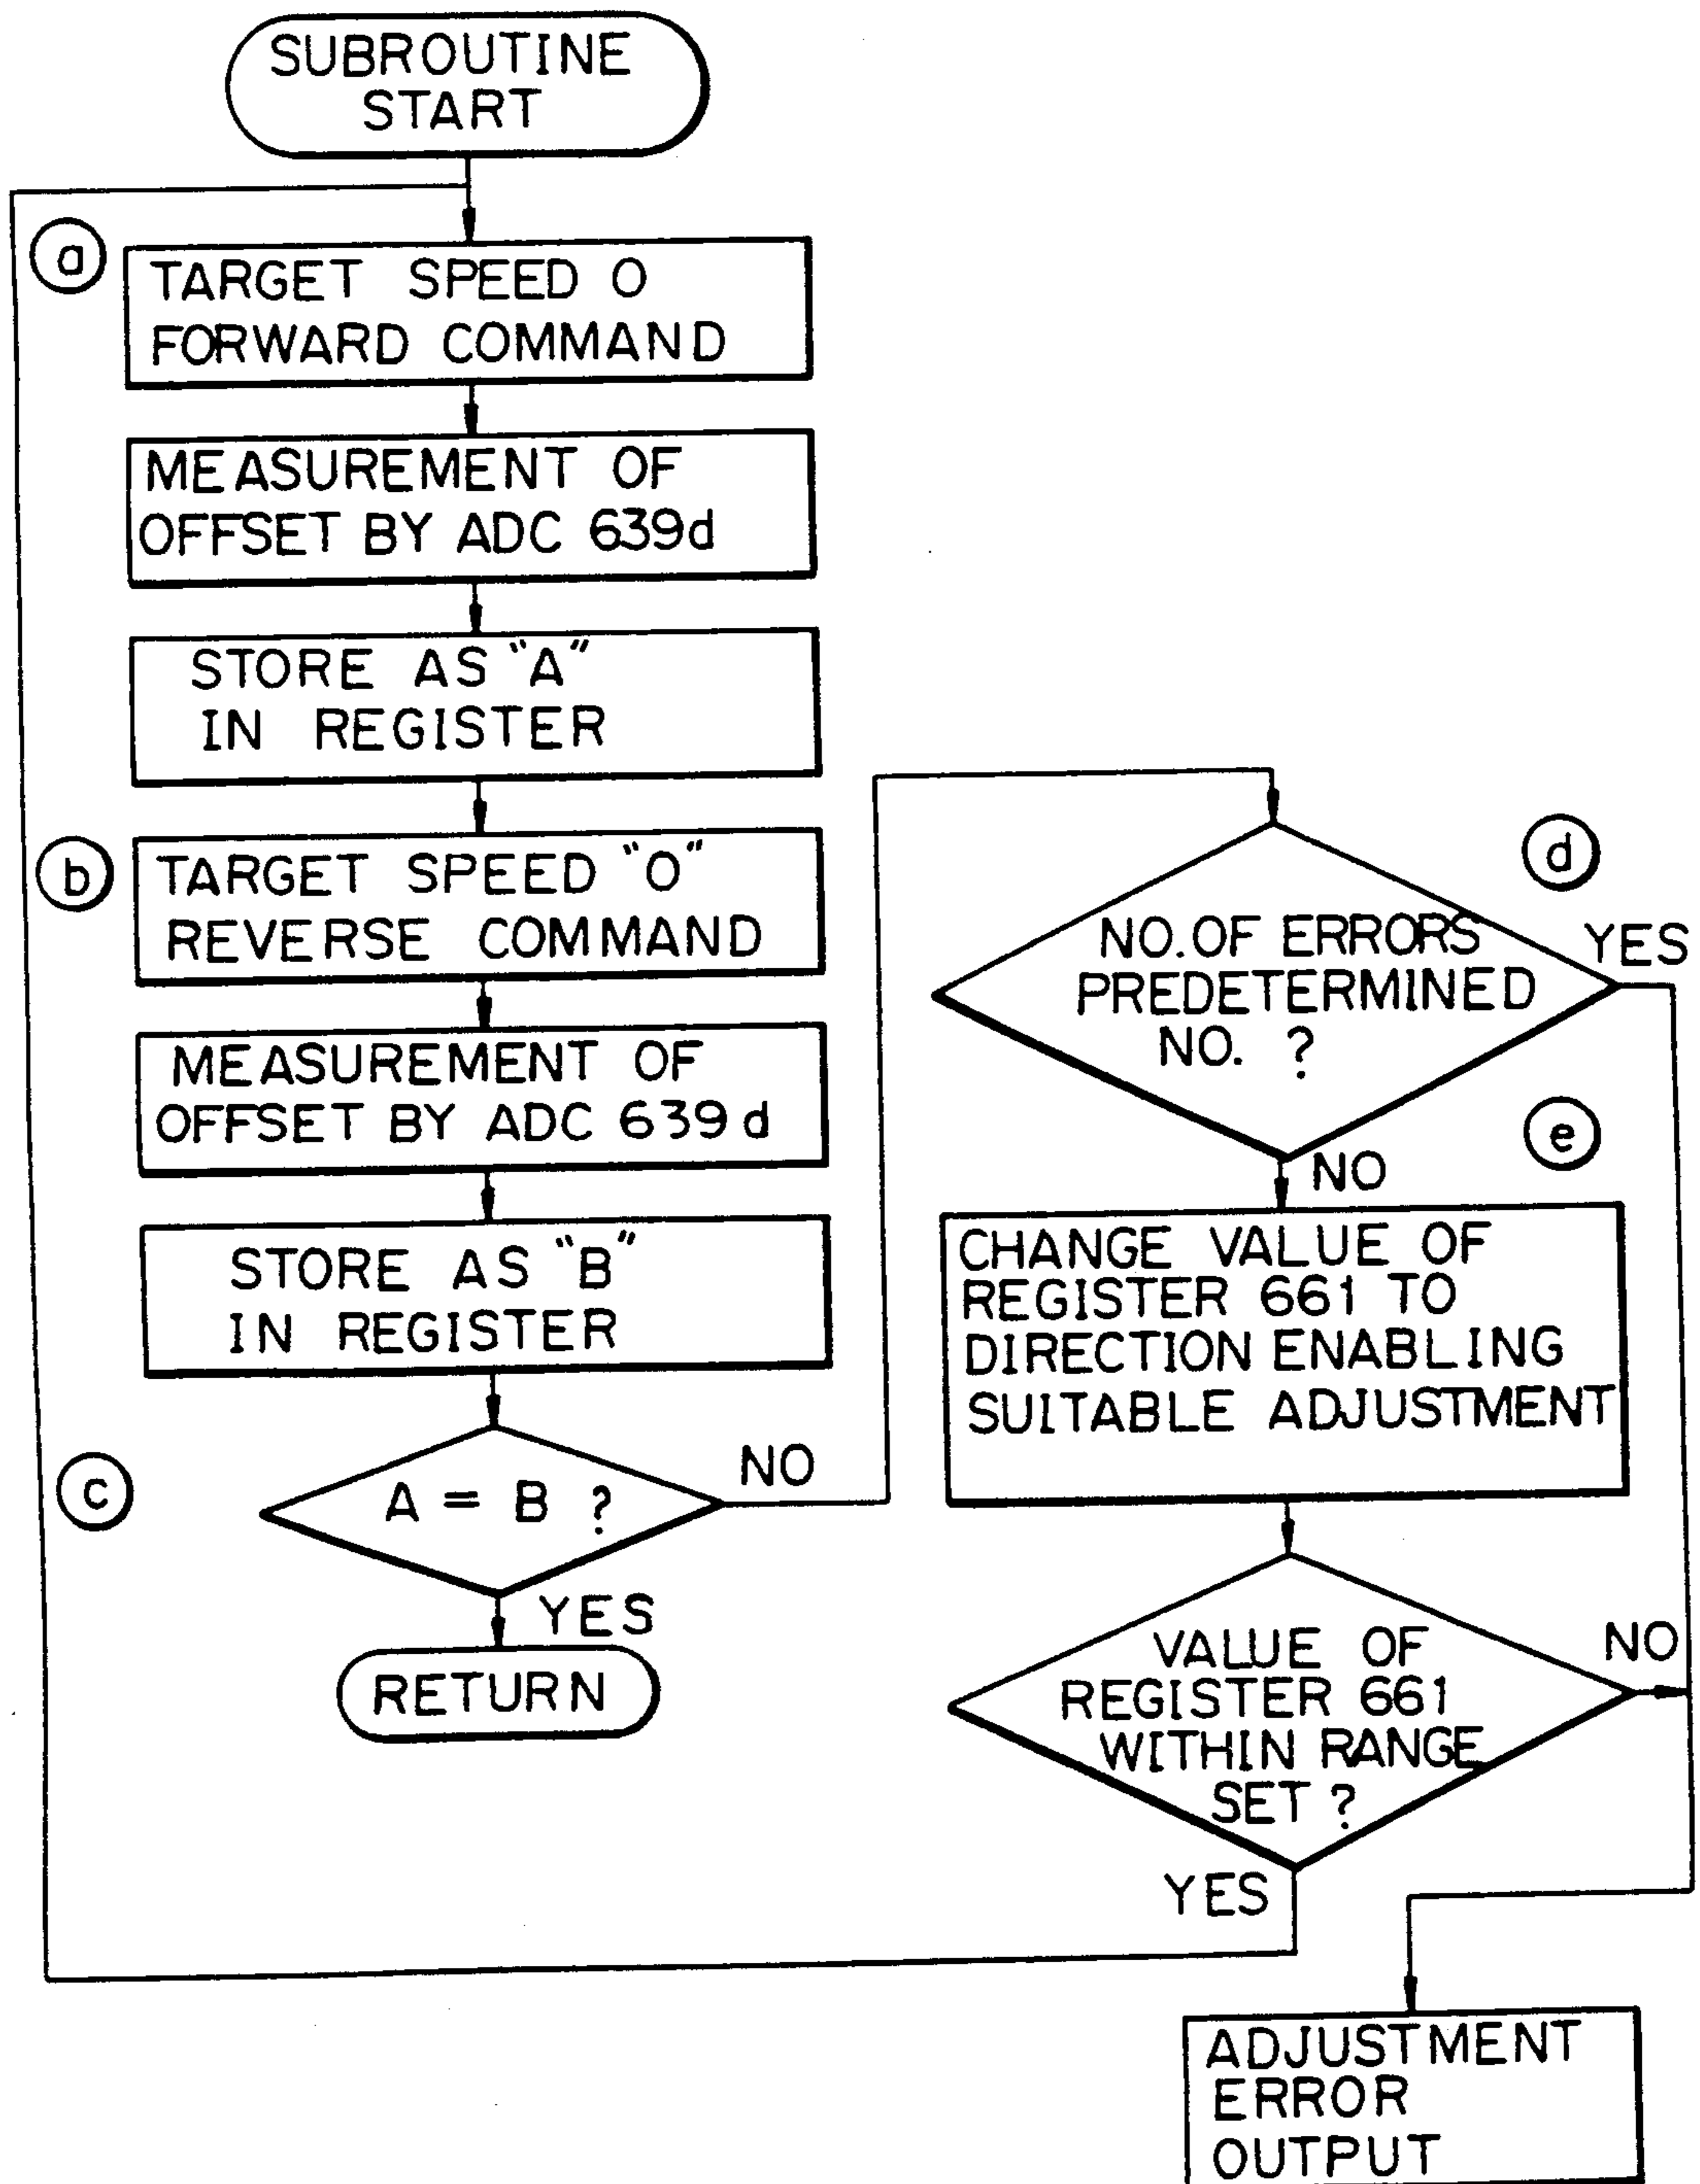 SUBROUTINE
START
a
TARGET SPEED O
FORWARD COMMAND
MEASUREMENT OF
OFFSET BY ADC 639d
STORE AS "A"
IN REGISTER
b
TARGET SPEED "O"
REVERSE COMMAND
MEASUREMENT OF
OFFSET BY ADC 639d
STORE AS "B"
IN REGISTER
c
A = B ?
NO
YES
RETURN
d
NO. OF ERRORS
PREDETERMINED
NO. ?
YES
NO
e
CHANGE VALUE OF
REGISTER 661 TO
DIRECTION ENABLING
SUITABLE ADJUSTMENT
VALUE OF
REGISTER 661
WITHIN RANGE
SET ?
NO
YES
ADJUSTMENT
ERROR
OUTPUT